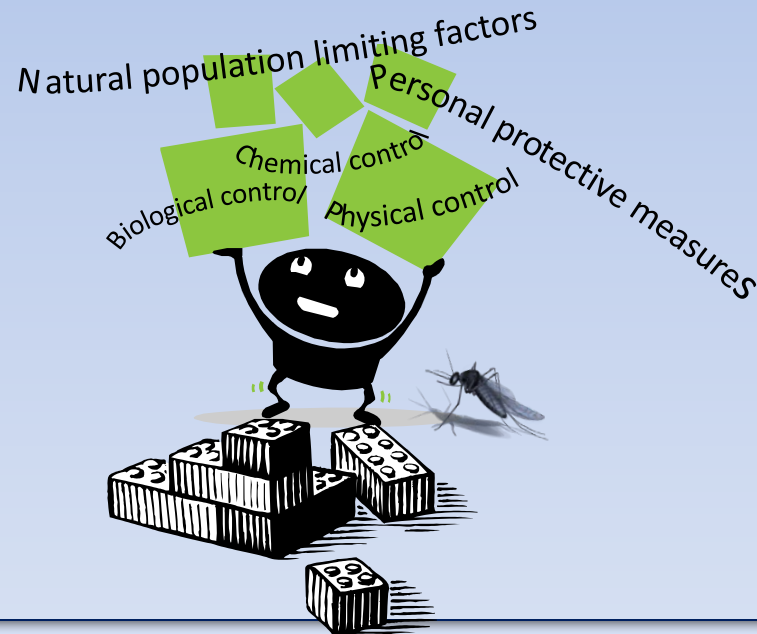 Natural population limiting factors
Personal protective measures
Chemical control
Biological control
Physical control